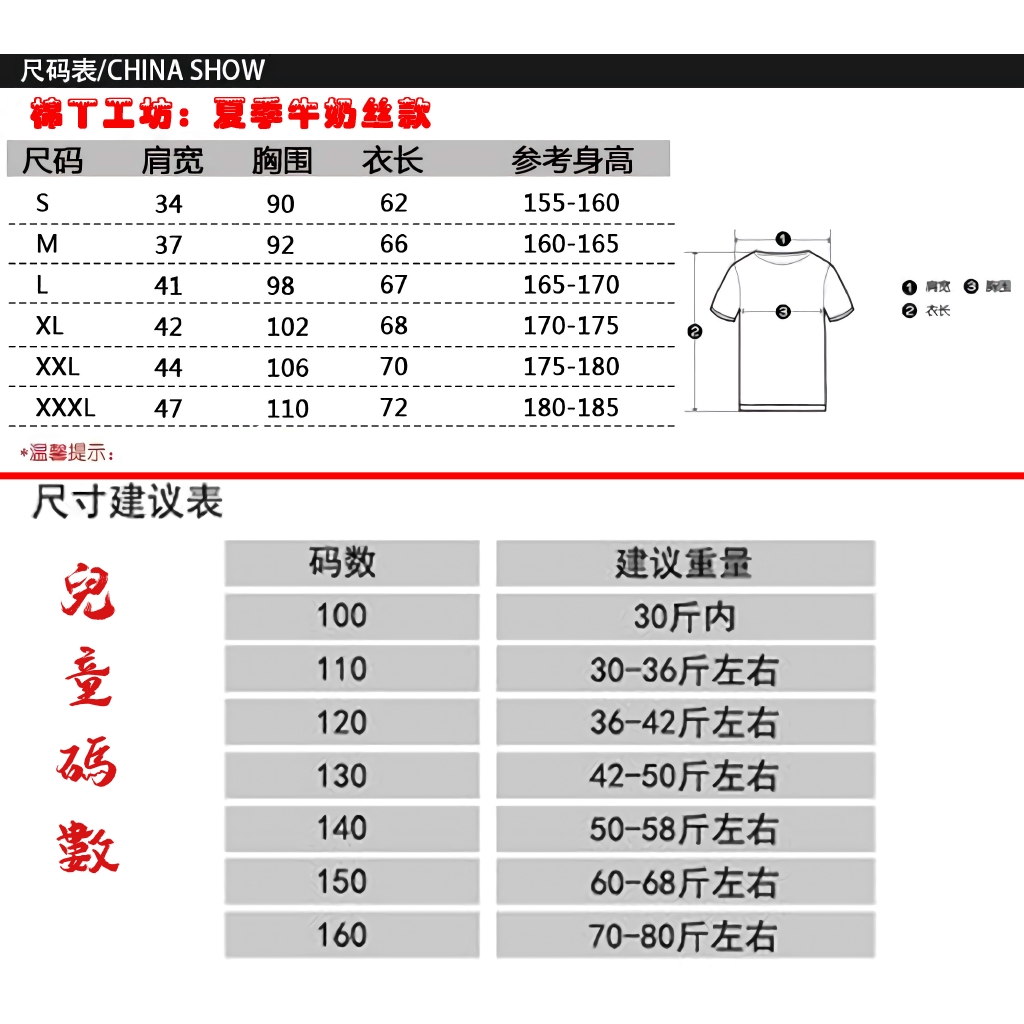 尺码表/CHINA SHOW
棉T工坊：夏季牛奶丝款
尺码 肩宽 胸围 衣长 参考身高
S 34 90 62 155-160
M 37 92 66 160-165
L 41 98 67 165-170
XL 42 102 68 170-175
XXL 44 106 70 175-180
XXXL 47 110 72 180-185
1
2
3
1 肩宽 3 胸围
2 衣长
*温馨提示：
尺寸建议表
兒童碼數
码数 建议重量
100 30斤内
110 30-36斤左右
120 36-42斤左右
130 42-50斤左右
140 50-58斤左右
150 60-68斤左右
160 70-80斤左右